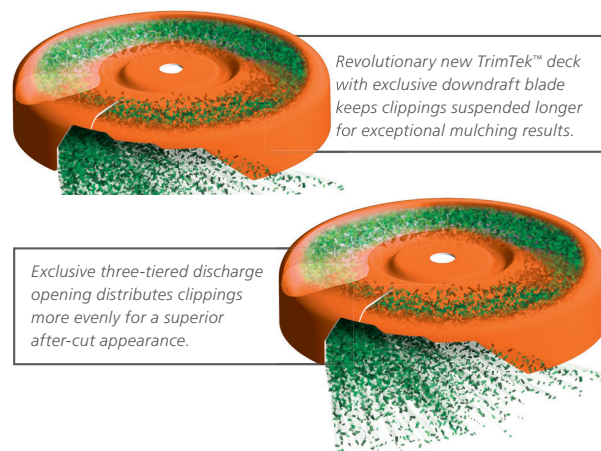 Revolutionary new TrimTek™ deck
with exclusive downdraft blade
keeps clippings suspended longer
for exceptional mulching results.
Exclusive three-tiered discharge
opening distributes clippings
more evenly for a superior
after-cut appearance.